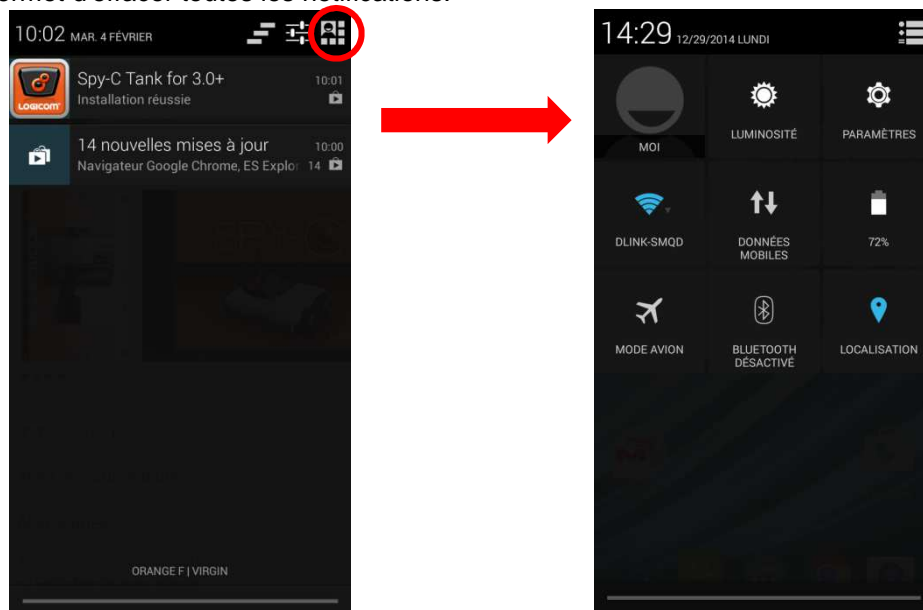 10:02 MAR. 4 FÉVRIER
Spy-C Tank for 3.0+ 10:01
Installation réussie
LOGICOM
14 nouvelles mises à jour 10:00
Navigateur Google Chrome, ES Explor 14
ORANGE F | VIRGIN
14:29 12/29/2014 LUNDI
MOI
LUMINOSITÉ
PARAMÈTRES
DLINK-SMQD
DONNÉES
MOBILES
72%
MODE AVION
BLUETOOTH
DÉSACTIVÉ
LOCALISATION